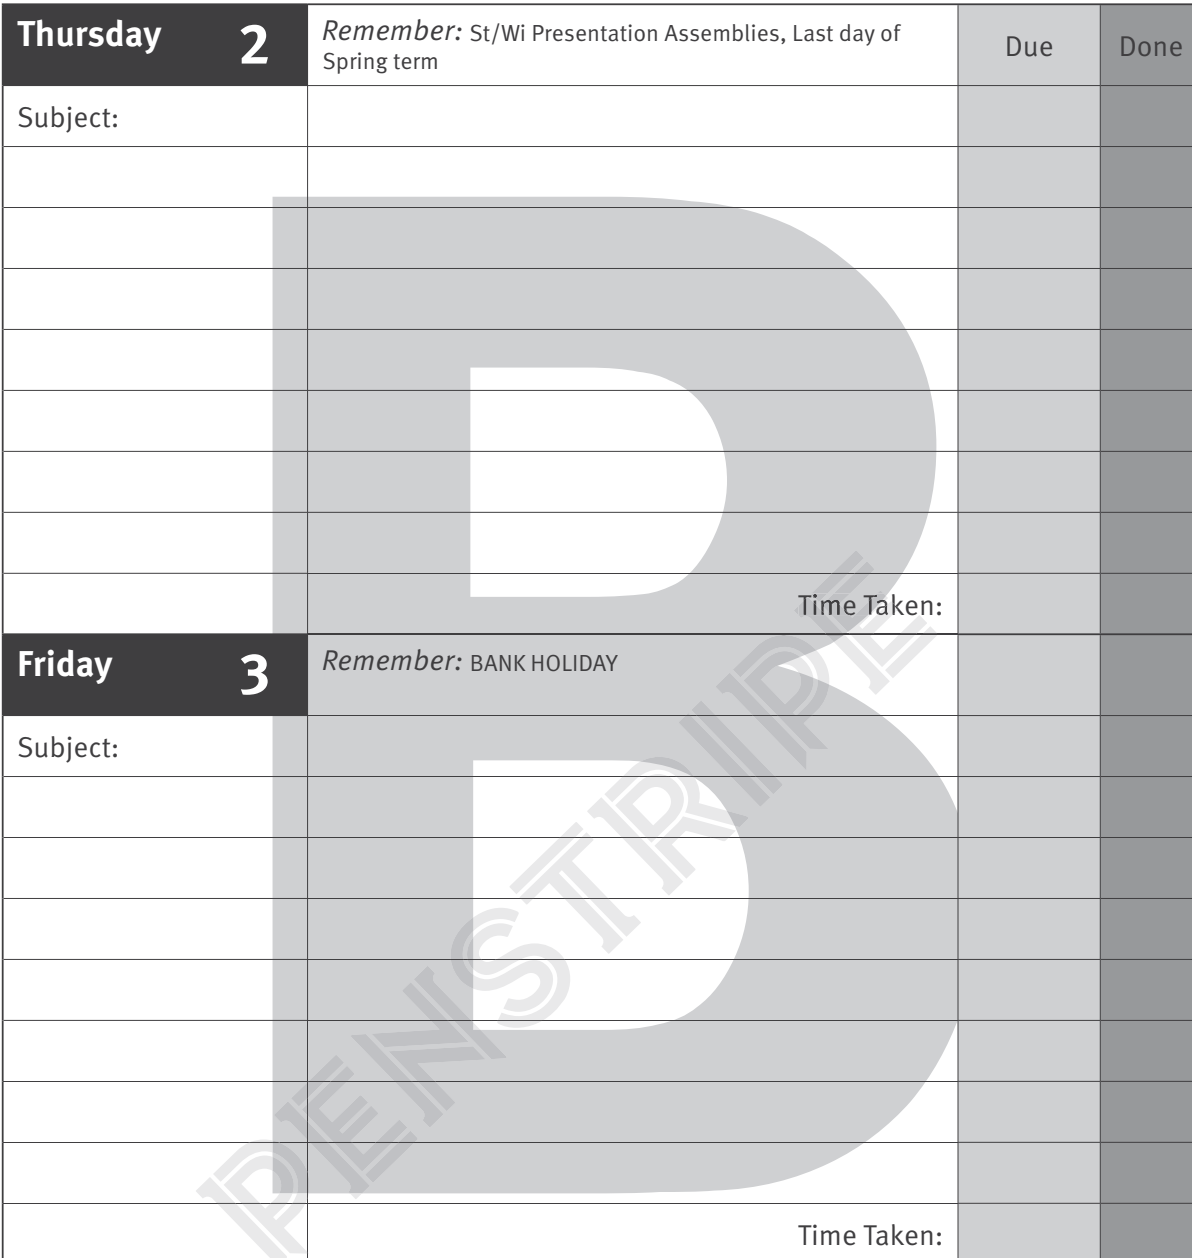 Thursday 2 Remember: St/Wi Presentation Assemblies, Last day of Due Done
Spring term
Subject:
Time Taken:
Friday 3 Remember: BANK HOLIDAY
Subject:
Time Taken:
B
PENSTRIPE